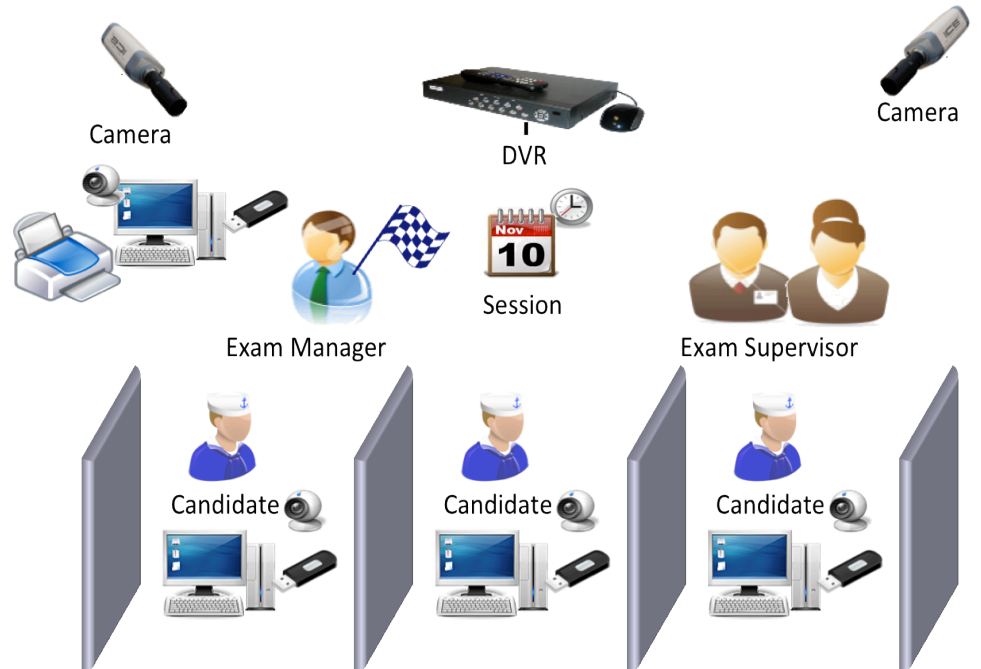 Camera
Camera
DVR
Nov
10
Session
Exam Manager
Exam Supervisor
Candidate
Candidate
Candidate